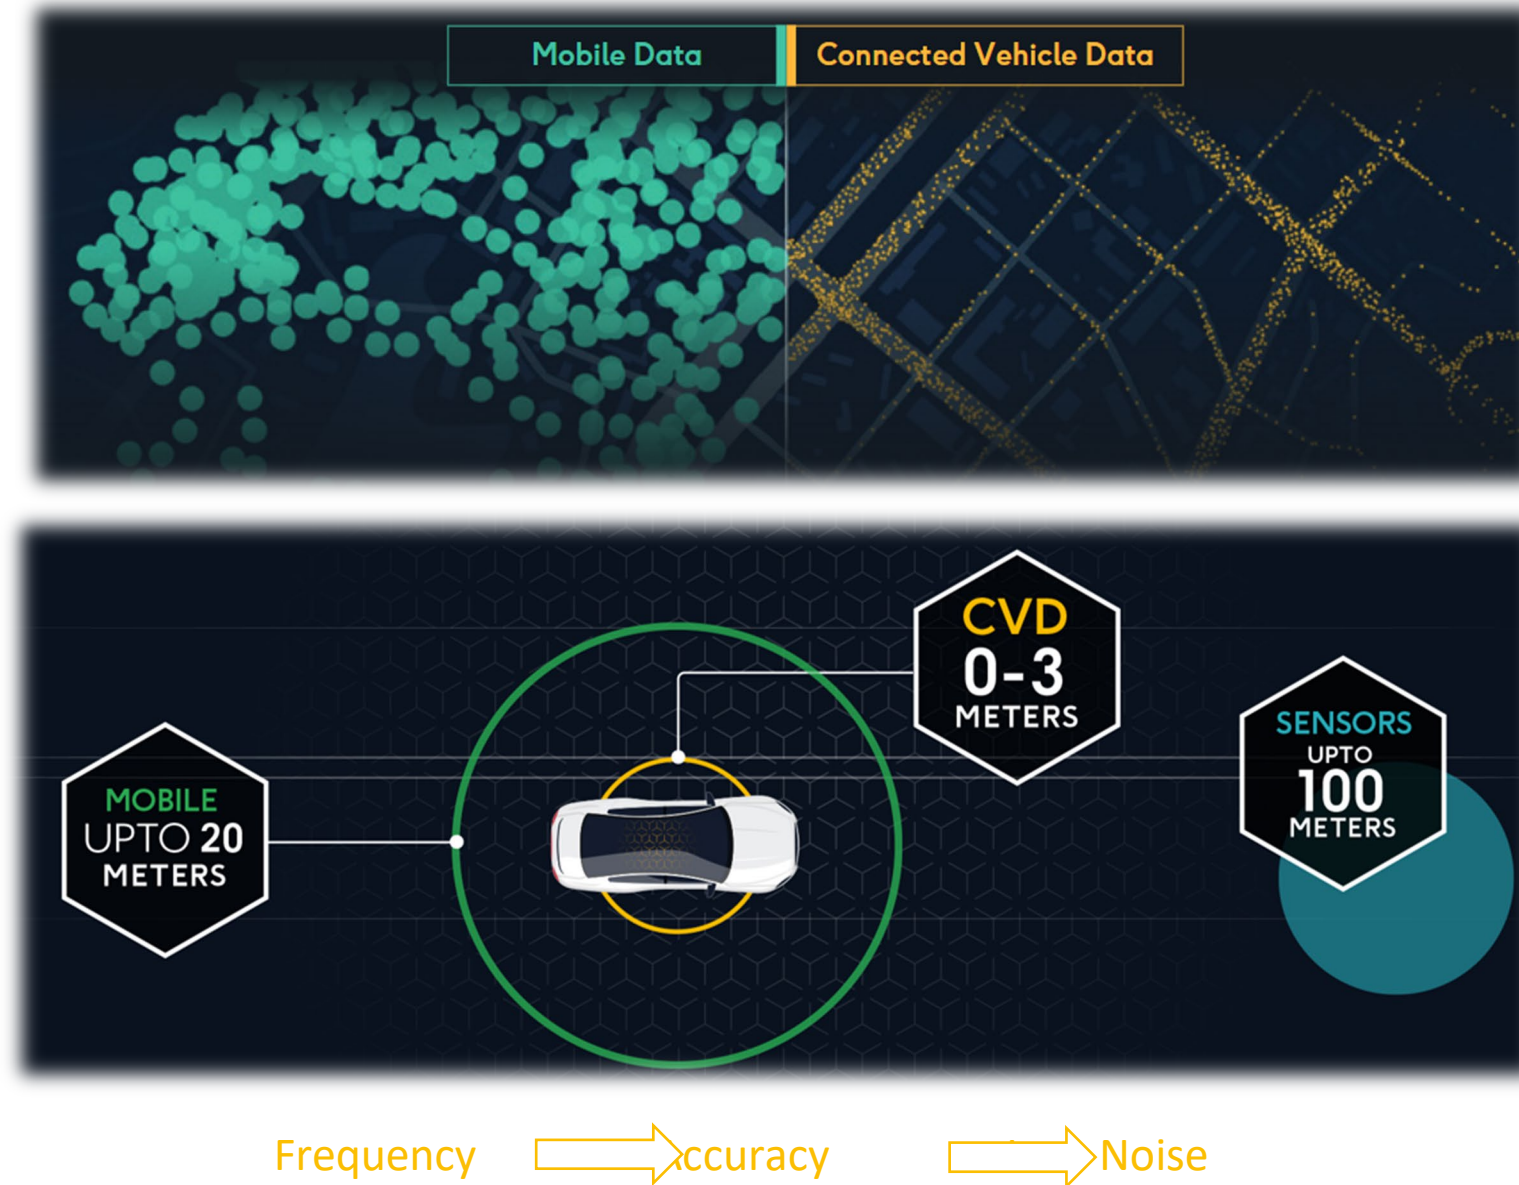 Mobile Data
Connected Vehicle Data
CVD
0-3
METERS
SENSORS
UPTO
100
METERS
MOBILE
UPTO 20
METERS
Frequency
Accuracy
Noise